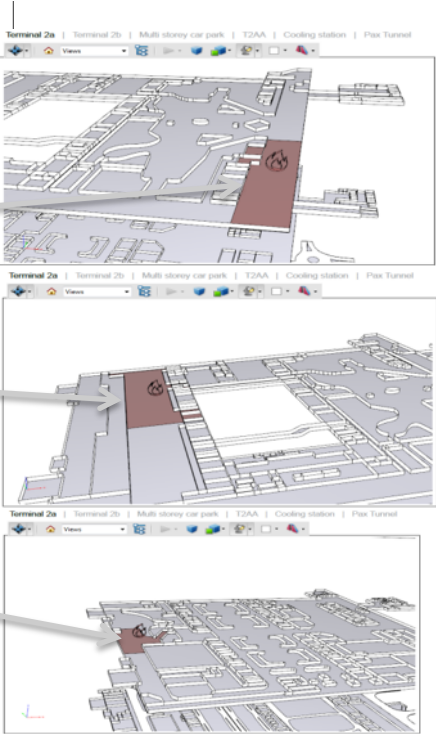 Terminal 2a | Terminal 2b | Multi storey car park | T2AA | Cooling station | Pax Tunnel
Views
Terminal 2a | Terminal 2b | Multi storey car park | T2AA | Cooling station | Pax Tunnel
Views
Terminal 2a | Terminal 2b | Multi storey car park | T2AA | Cooling station | Pax Tunnel
Views